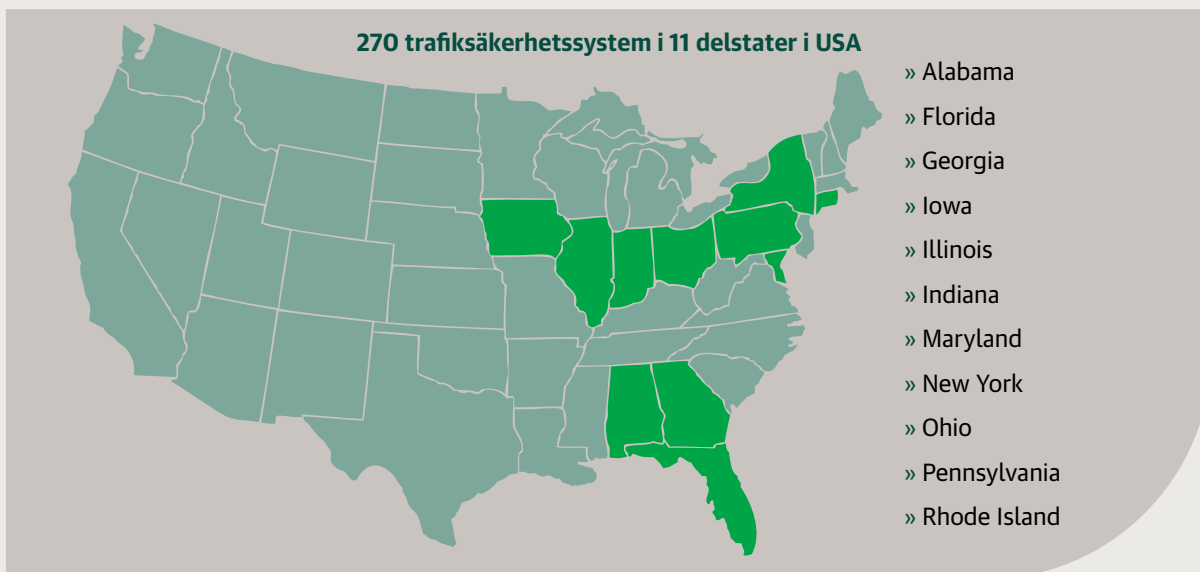 270 trafiksäkerhetssystem i 11 delstater i USA
» Alabama
» Florida
» Georgia
» Iowa
» Illinois
» Indiana
» Maryland
» New York
» Ohio
» Pennsylvania
» Rhode Island